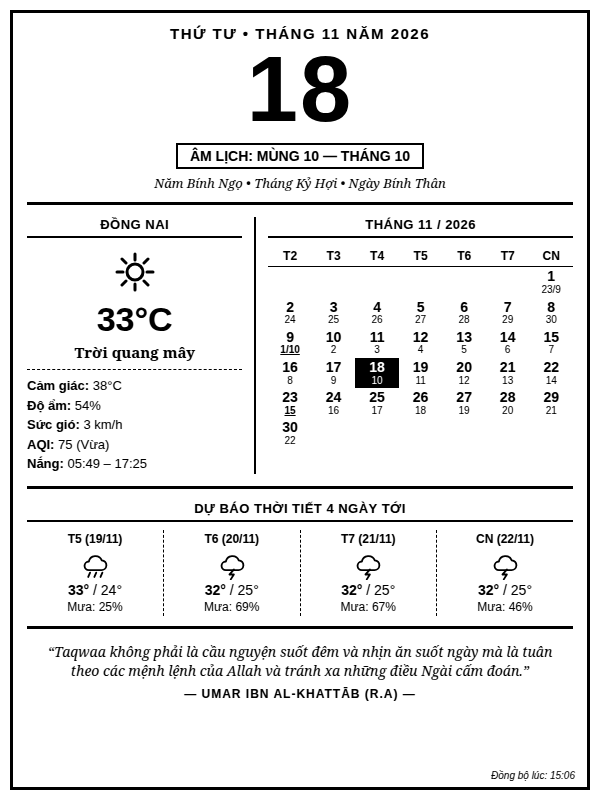 THỨ TƯ • THÁNG 11 NĂM 2026
18
ÂM LỊCH: MÙNG 10 — THÁNG 10
Năm Bính Ngọ • Tháng Kỷ Hợi • Ngày Bính Thân
ĐỒNG NAI
33°C
Trời quang mây
Cảm giác: 38°C
Độ ẩm: 54%
Sức gió: 3 km/h
AQI: 75 (Vừa)
Nắng: 05:49 – 17:25
THÁNG 11 / 2026
T2 T3 T4 T5 T6 T7 CN
1
23/9
2 3 4 5 6 7 8
24 25 26 27 28 29 30
9 10 11 12 13 14 15
1/10 2 3 4 5 6 7
16 17 18 19 20 21 22
8 9 10 11 12 13 14
23 24 25 26 27 28 29
15 16 17 18 19 20 21
30
22
DỰ BÁO THỜI TIẾT 4 NGÀY TỚI
T5 (19/11) T6 (20/11) T7 (21/11) CN (22/11)
33° / 24° 32° / 25° 32° / 25° 32° / 25°
Mưa: 25% Mưa: 69% Mưa: 67% Mưa: 46%
“Taqwaa không phải là cầu nguyện suốt đêm và nhịn ăn suốt ngày mà là tuân
theo các mệnh lệnh của Allah và tránh xa những điều Ngài cấm đoán.”
— UMAR IBN AL-KHATTĀB (R.A) —
Đồng bộ lúc: 15:06